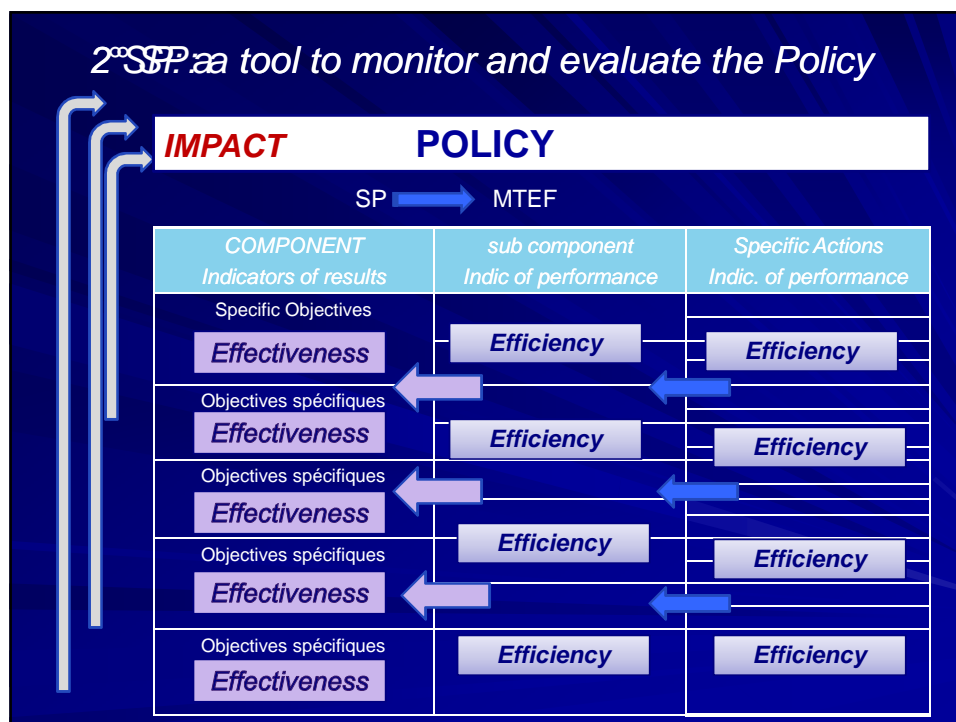 2° SP: a tool to monitor and evaluate the Policy
IMPACT POLICY
SP MTEF
COMPONENT
Indicators of results
sub component
Indic of performance
Specific Actions
Indic. of performance
Specific Objectives
Effectiveness
Efficiency
Efficiency
Objectives spécifiques
Effectiveness
Efficiency
Efficiency
Objectives spécifiques
Effectiveness
Efficiency
Efficiency
Objectives spécifiques
Effectiveness
Objectives spécifiques
Effectiveness
Efficiency
Efficiency